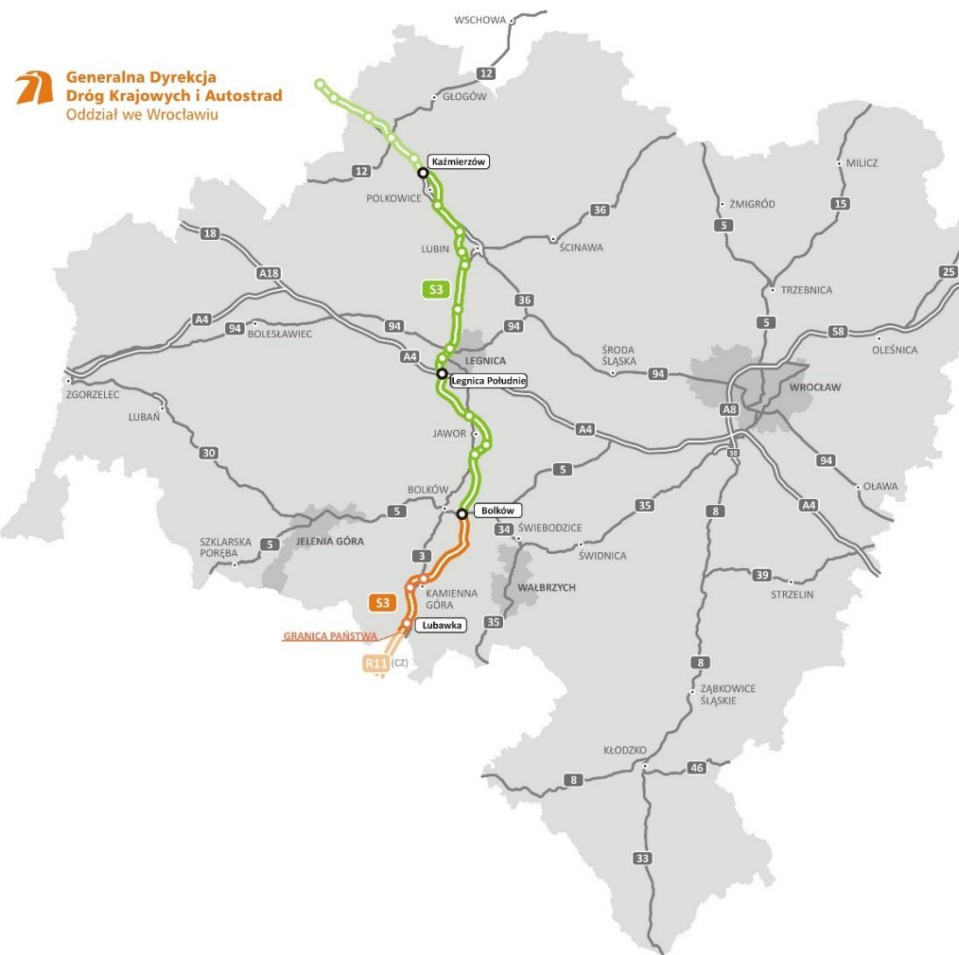 WSCHOWA
Generalna Dyrekcja
Dróg Krajowych i Autostrad
Oddział we Wrocławiu
12
GŁOGÓW
Kaźmierzów
12
POLKOWICE
MILICZ
ŻMIGRÓD
15
36
5
18
LUBIN
ŚCINAWA
A18
25
S3
TRZEBNICA
36
A4
94
BOLESŁAWIEC
94
94
5
S8
A4
LEGNICA
ŚRODA
ŚLĄSKA
94
OLEŚNICA
Legnica Południe
WROCŁAW
ZGORZELEC
A8
LUBAŃ
JAWOR
A4
30
S8
94
5
OŁAWA
BOLKÓW
5
Bolków
35
8
A4
34
ŚWIEBODZICE
SZKLARSKA
PORĘBA
5
JELENIA GÓRA
3
ŚWIDNICA
39
STRZELIN
KAMIENNA
GÓRA
WAŁBRZYCH
S3
Lubawka
35
GRANICA PAŃSTWA
R11 (CZ)
8
ZĄBKOWICE
ŚLĄSKIE
KŁODZKO
8
46
33